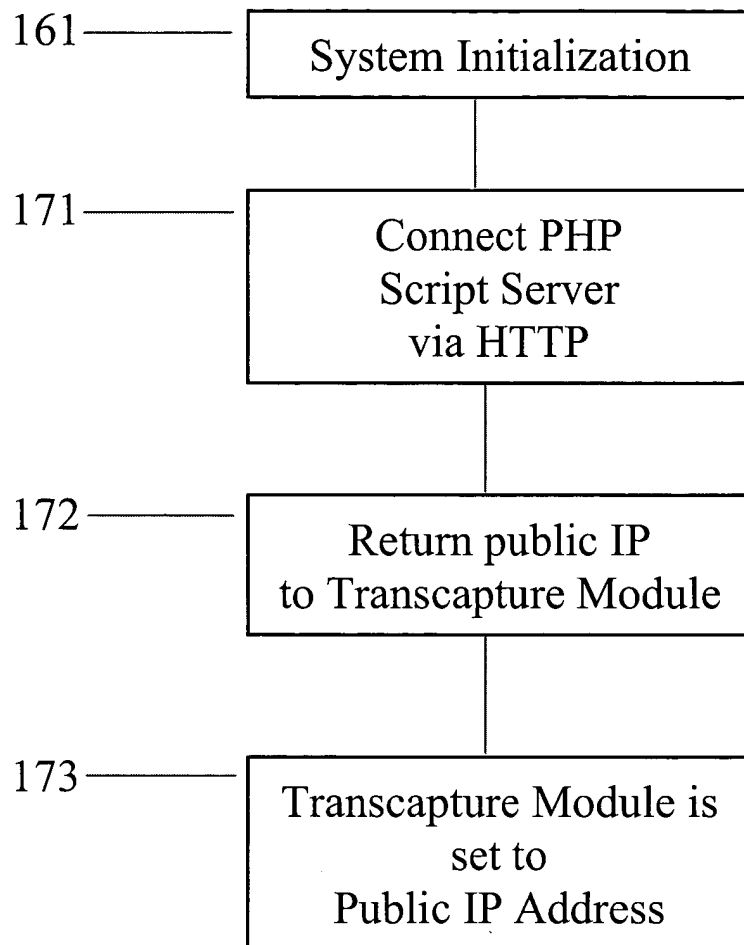 161
System Initialization
171
Connect PHP
Script Server
via HTTP
172
Return public IP
to Transcapture Module
173
Transcapture Module is
set to
Public IP Address